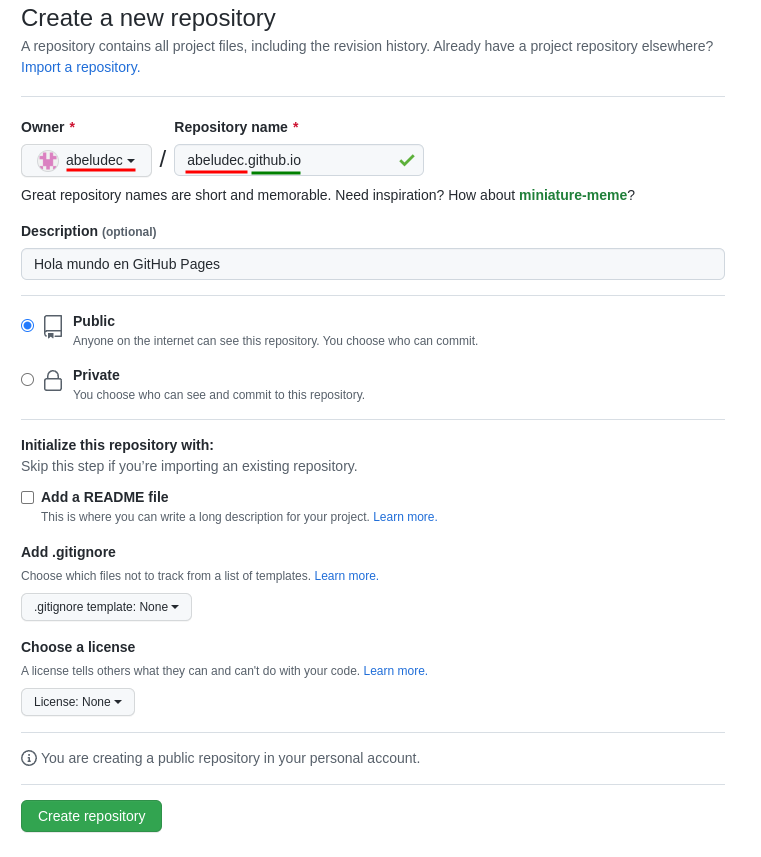 Create a new repository
A repository contains all project files, including the revision history. Already have a project repository elsewhere?
Import a repository.
Owner * Repository name *
abeludec / abeludec.github.io
Great repository names are short and memorable. Need inspiration? How about miniature-meme?
Description (optional)
Hola mundo en GitHub Pages
Public
Anyone on the internet can see this repository. You choose who can commit.
Private
You choose who can see and commit to this repository.
Initialize this repository with:
Skip this step if you’re importing an existing repository.
Add a README file
This is where you can write a long description for your project. Learn more.
Add .gitignore
Choose which files not to track from a list of templates. Learn more.
.gitignore template: None
Choose a license
A license tells others what they can and can't do with your code. Learn more.
License: None
You are creating a public repository in your personal account.
Create repository